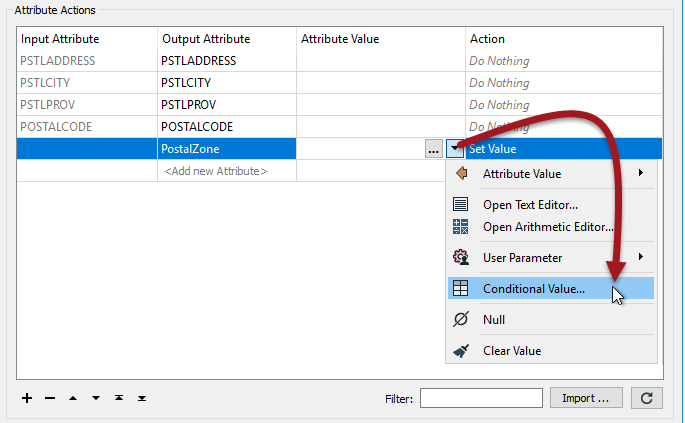 Attribute Actions
Input Attribute Output Attribute Attribute Value Action
PSTLADDRESS PSTLADDRESS Do Nothing
PSTLCITY PSTLCITY Do Nothing
PSTLPROV PSTLPROV Do Nothing
POSTALCODE POSTALCODE Do Nothing
PostalZone ... Set Value
<Add new Attribute>
Attribute Value
Open Text Editor...
Open Arithmetic Editor...
User Parameter
Conditional Value...
Null
Clear Value
Filter: Import ...